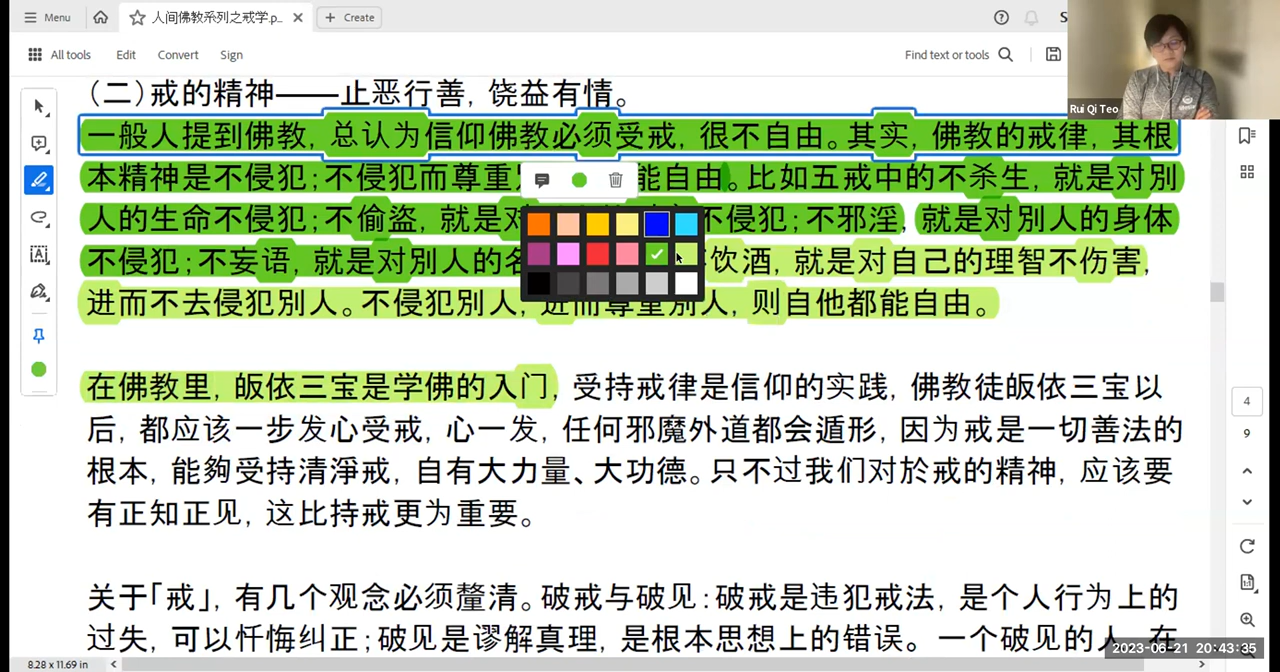 Menu
人间佛教系列之戒学.p..
Create
S
All tools
Edit
Convert
Sign
Find text or tools
Rui Qi Teo
（二）戒的精神——止恶行善，饶益有情。
一般人提到佛教，总认为信仰佛教必须受戒，很不自由。其实，佛教的戒律，其根
本精神是不侵犯；不侵犯而尊重 能自由。比如五戒中的不杀生，就是对別
人的生命不侵犯；不偷盗，就是对 不侵犯；不邪淫，就是对別人的身体
不侵犯；不妄语，就是对別人的名 饮酒，就是对自己的理智不伤害，
进而不去侵犯別人。不侵犯別人，进而尊重別人，则自他都能自由。
在佛教里，皈依三宝是学佛的入门，受持戒律是信仰的实践，佛教徒皈依三宝以
后，都应该一步发心受戒，心一发，任何邪魔外道都会遁形，因为戒是一切善法的
根本，能夠受持清淨戒，自有大力量、大功德。只不过我们对於戒的精神，应该要
有正知正见，这比持戒更为重要。
关于「戒」，有几个观念必须釐清。破戒与破见：破戒是违犯戒法，是个人行为上的
过失，可以忏悔纠正；破见是谬解真理，是根本思想上的错误。一个破见的人，在
4
9
8.28 x 11.69 in
2023-06-21 20:43:35